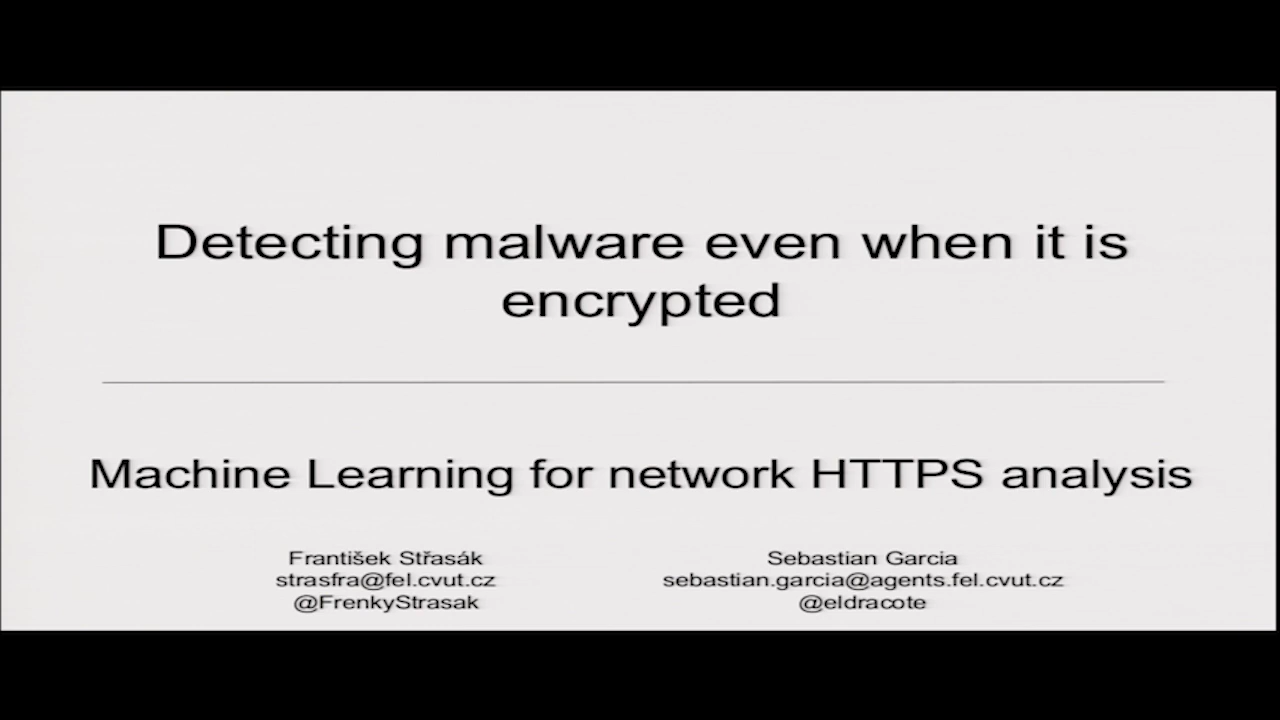 Detecting malware even when it is
encrypted
Machine Learning for network HTTPS analysis
František Střasák
strasfra@fel.cvut.cz
@FrenkyStrasak
Sebastian Garcia
sebastian.garcia@agents.fel.cvut.cz
@eldracote